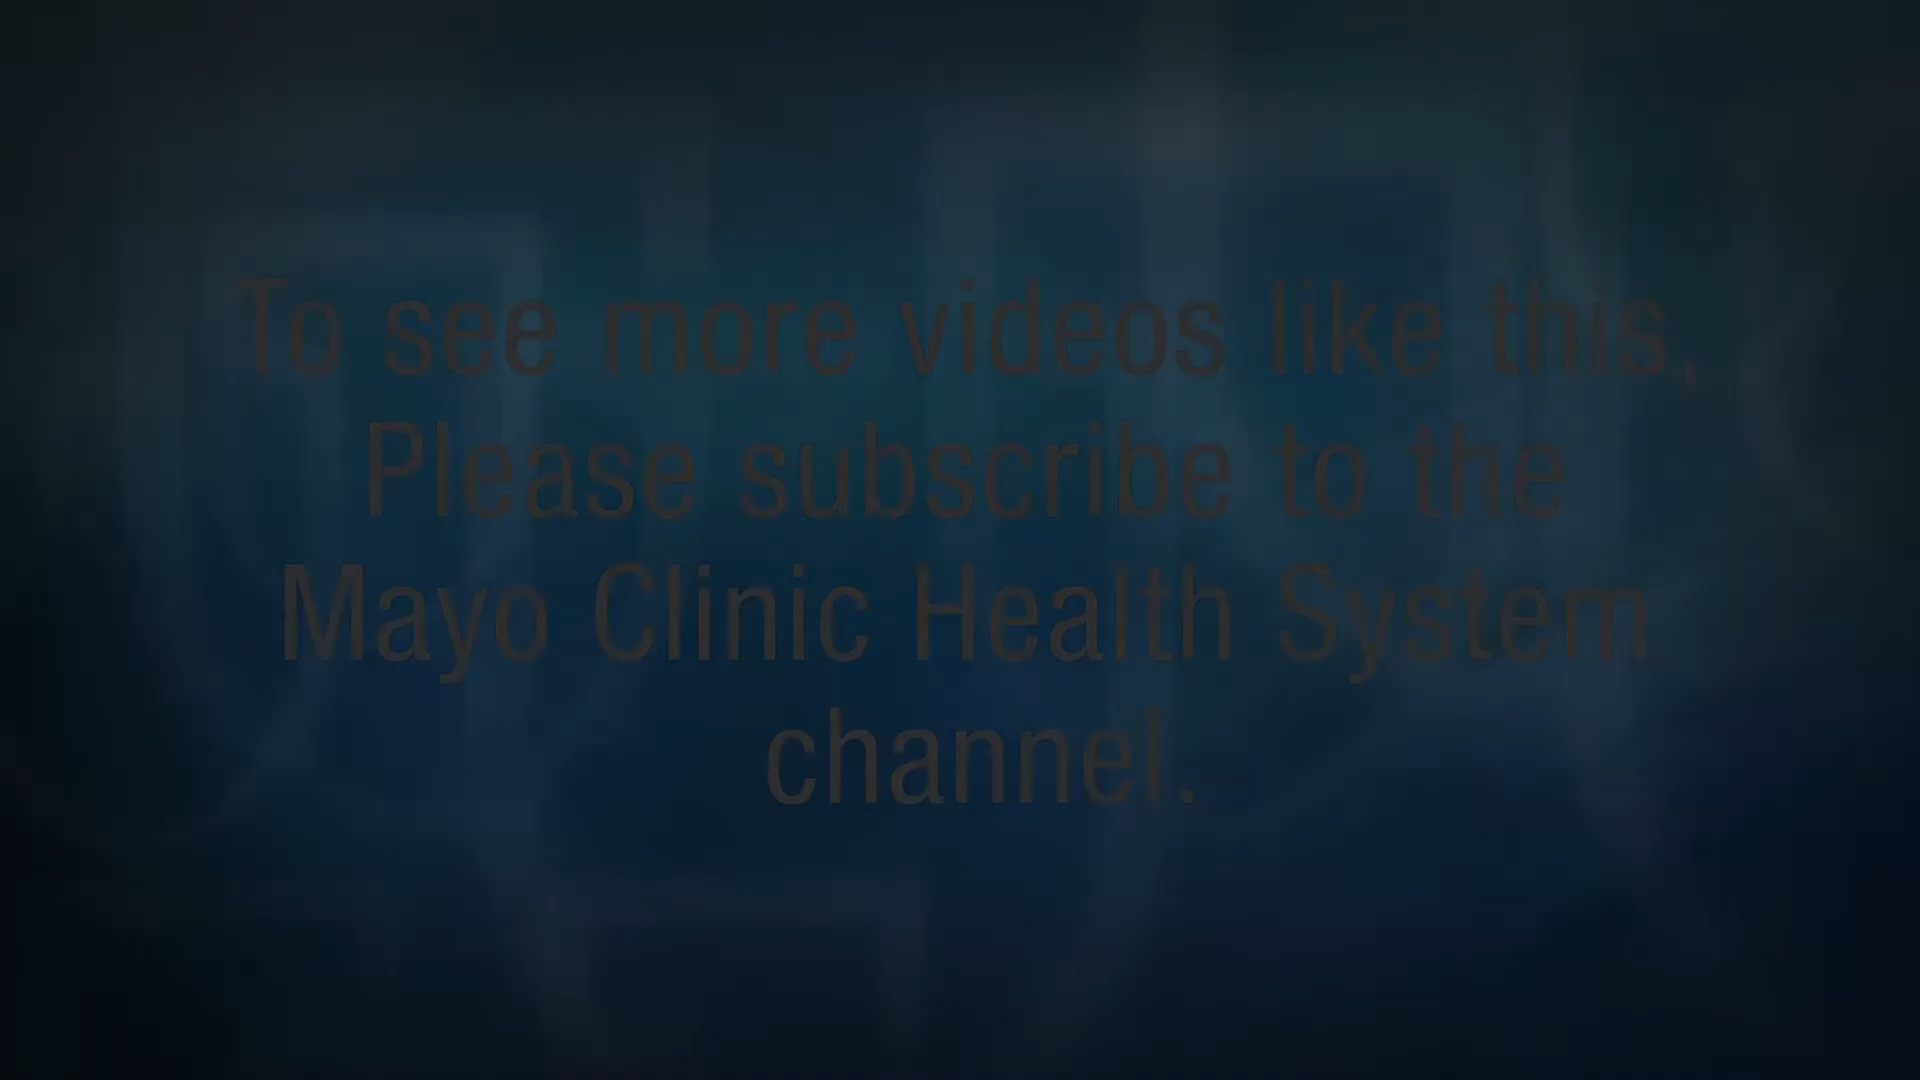 To see more videos like this,
Please subscribe to the
Mayo Clinic Health System
channel.